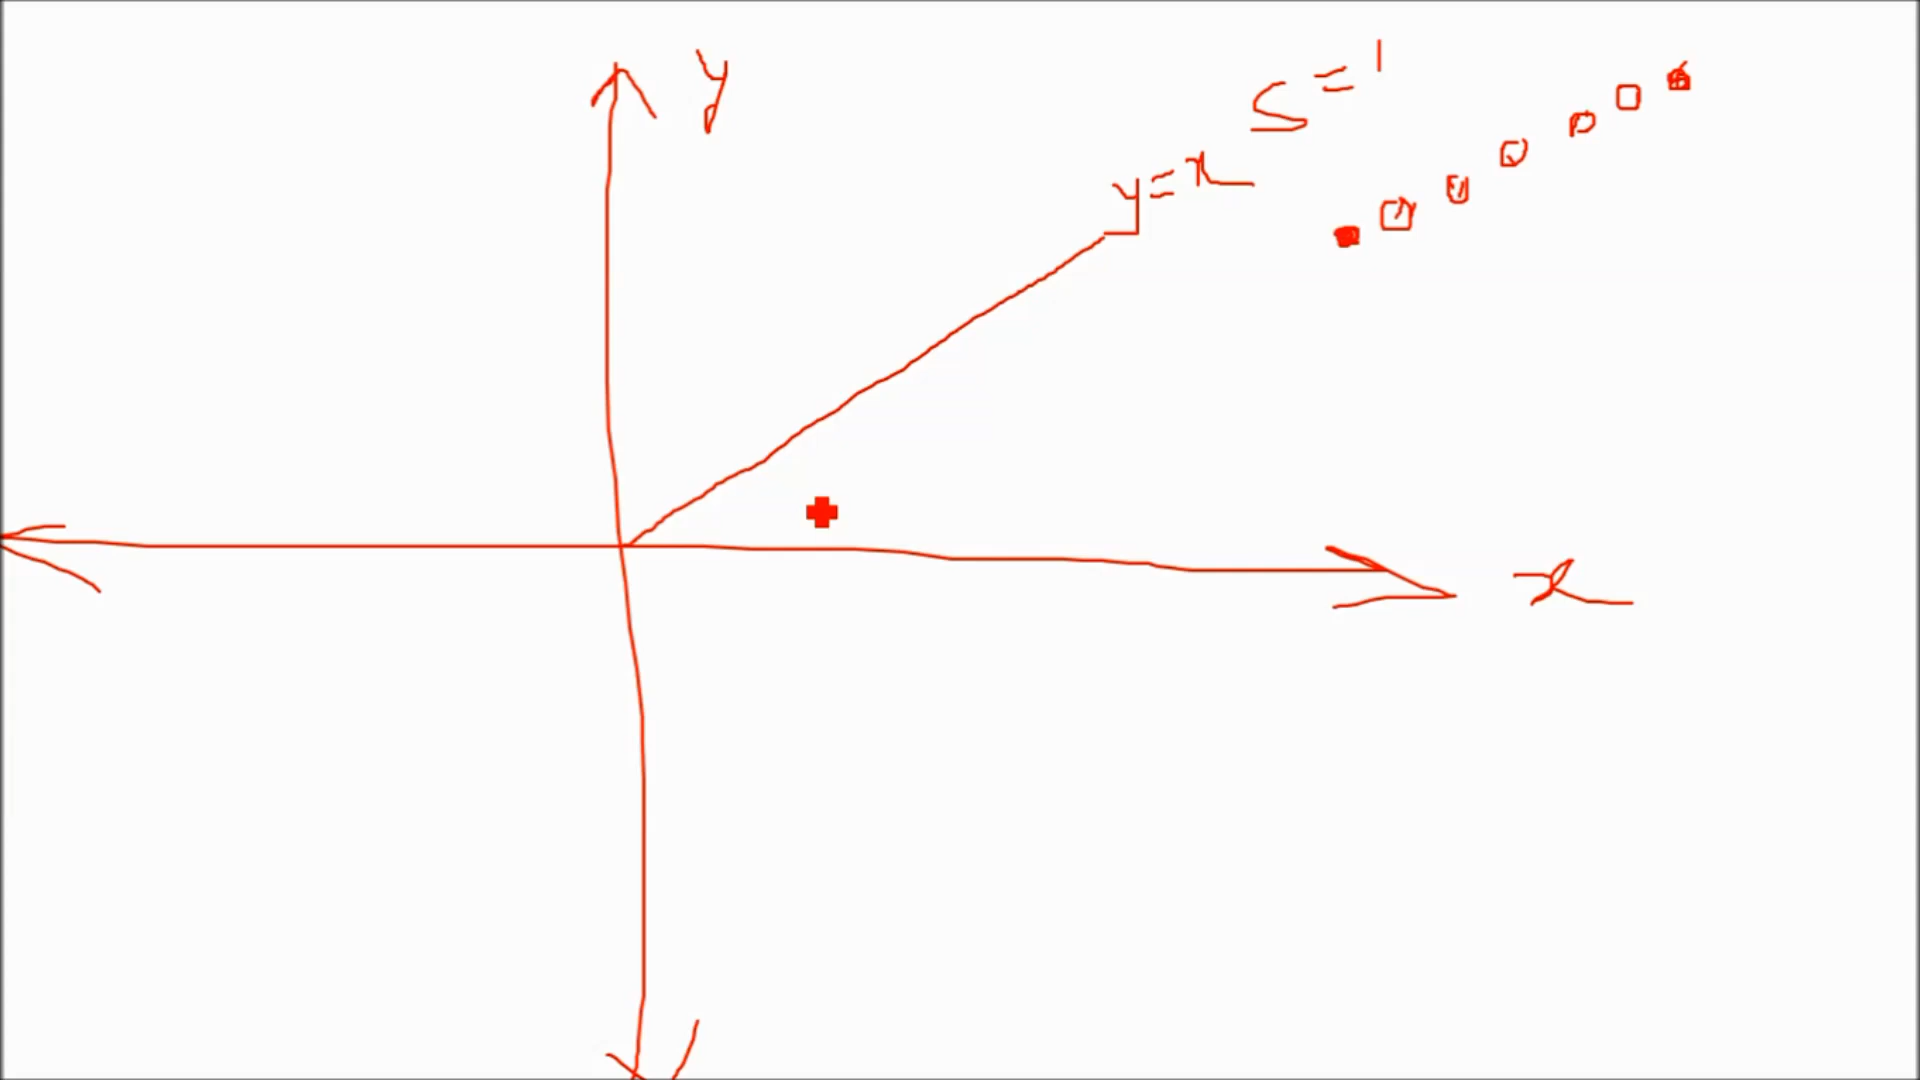 y
s = 1
y = x
x